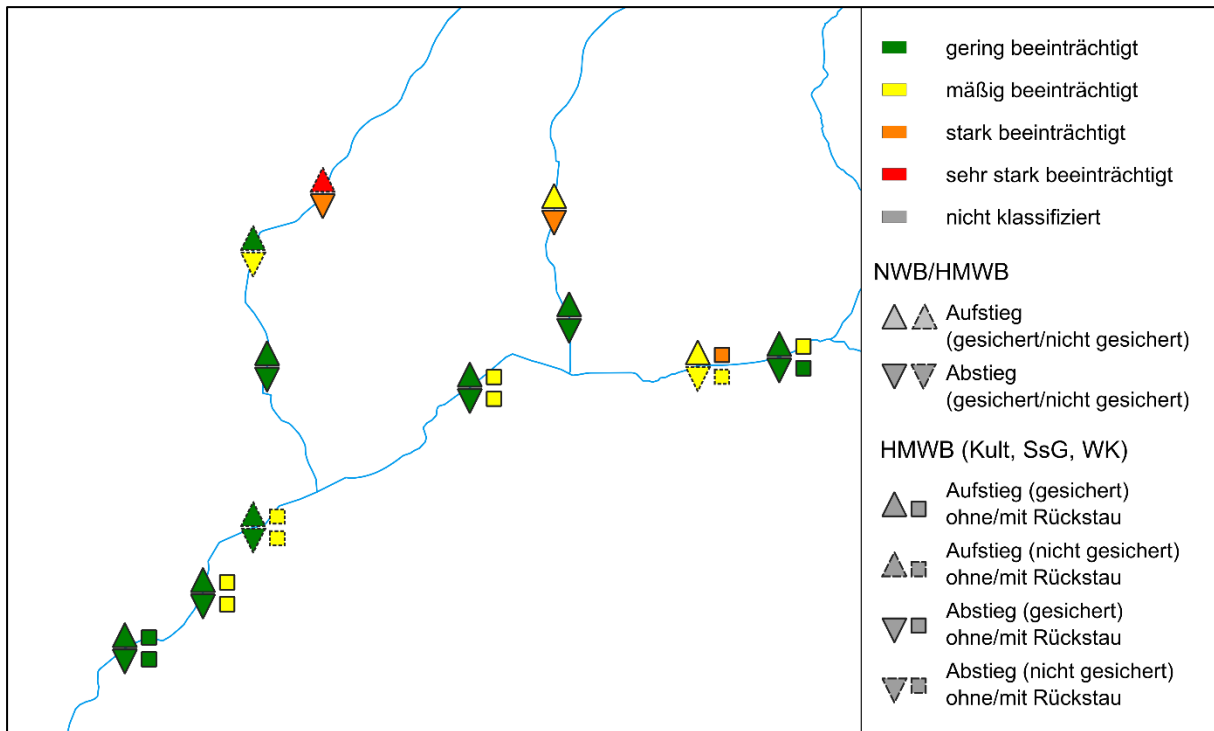 gering beeinträchtigt
mäßig beeinträchtigt
stark beeinträchtigt
sehr stark beeinträchtigt
nicht klassifiziert
NWB/HMWB
Aufstieg
(gesichert/nicht gesichert)
Abstieg
(gesichert/nicht gesichert)
HMWB (Kult, SsG, WK)
Aufstieg (gesichert)
ohne/mit Rückstau
Aufstieg (nicht gesichert)
ohne/mit Rückstau
Abstieg (gesichert)
ohne/mit Rückstau
Abstieg (nicht gesichert)
ohne/mit Rückstau